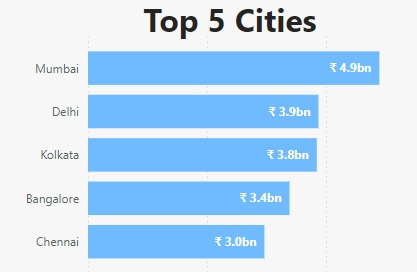 Top 5 Cities
Mumbai ₹ 4.9bn
Delhi ₹ 3.9bn
Kolkata ₹ 3.8bn
Bangalore ₹ 3.4bn
Chennai ₹ 3.0bn